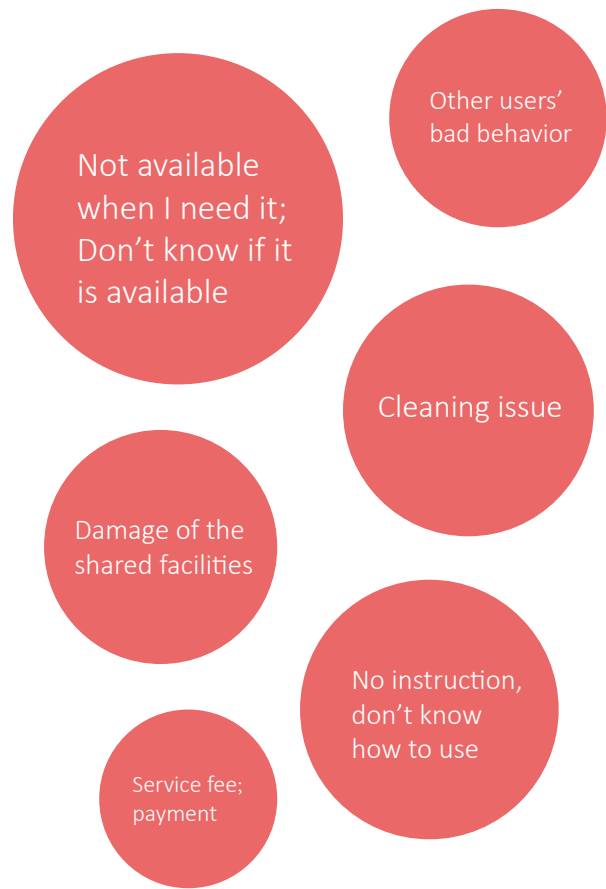 Other users’
bad behavior
Not available
when I need it;
Don’t know if it
is available
Cleaning issue
Damage of the
shared facilities
No instruction,
don’t know
how to use
Service fee;
payment